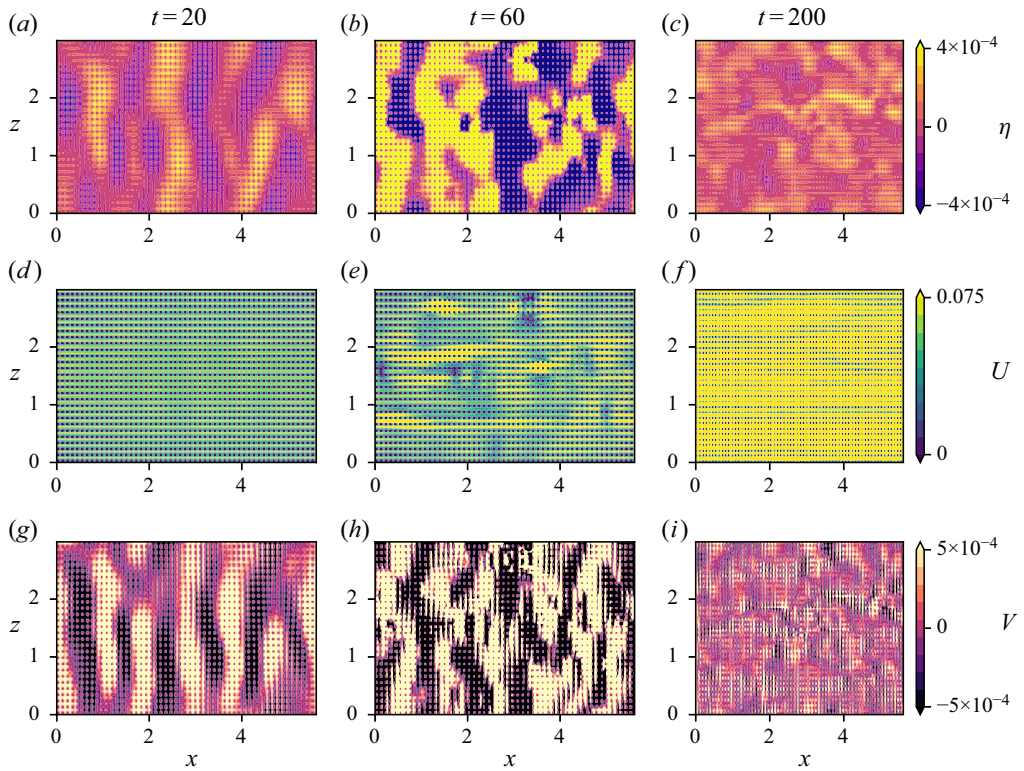 (a) t=20 (b) t=60 (c) t=200
4×10⁻⁴
2
z
0 η
1
0 −4×10⁻⁴
0 2 4 0 2 4 0 2 4
(d) (e) (f)
0.075
2
z U
1
0 0
0 2 4 0 2 4 0 2 4
(g) (h) (i)
5×10⁻⁴
2
z 0 V
1
0 −5×10⁻⁴
0 2 4 0 2 4 0 2 4
x x x